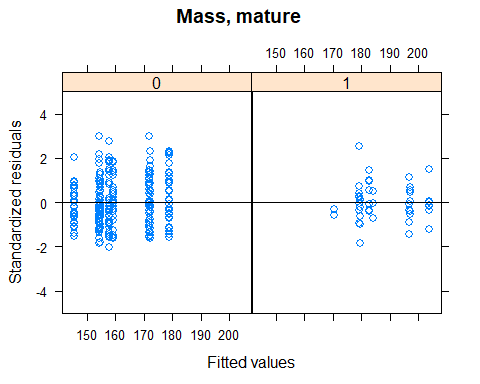 Mass, mature
150 160 170 180 190 200
0 1
4
2
0
-2
-4
Standardized residuals
150 160 170 180 190 200
Fitted values